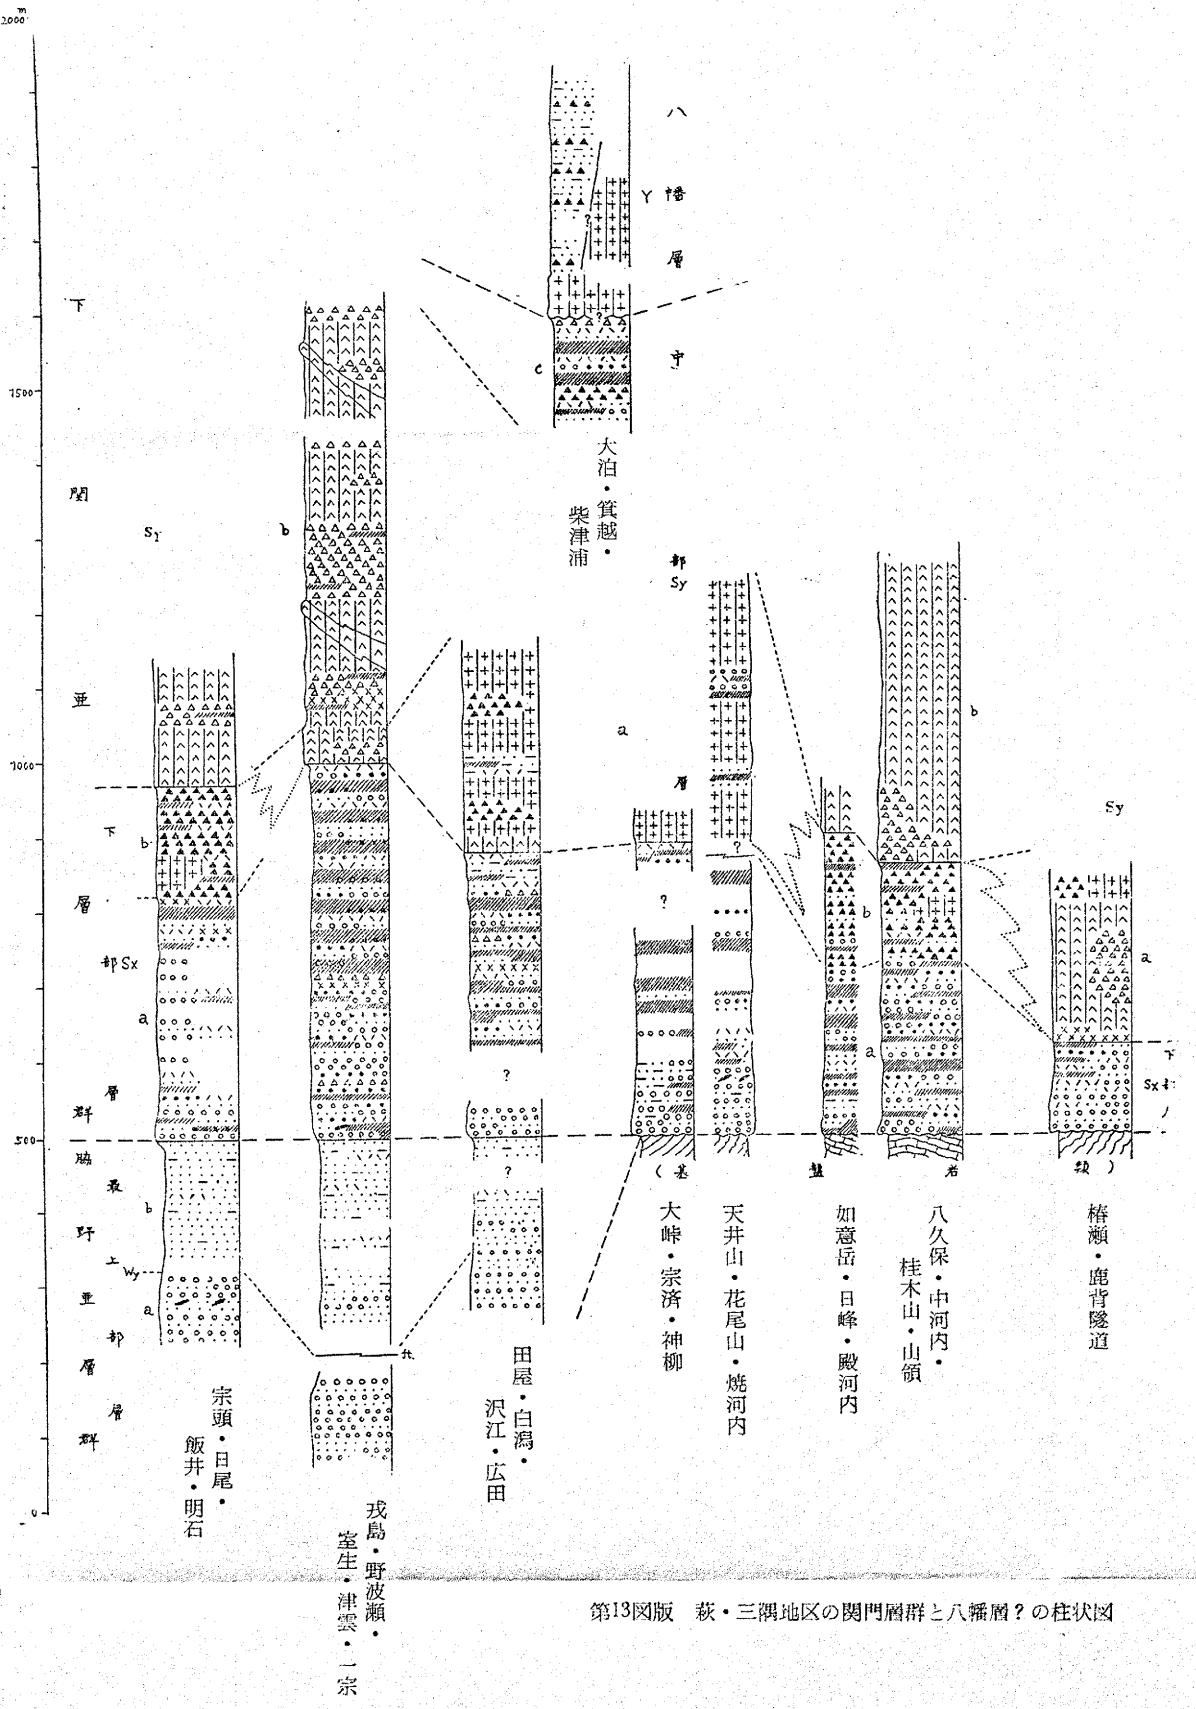 m
2000
八幡層
Y
下関亜層群
1500
c
中
大泊・箕越・
柴津浦
Sy
b
部
Sy
a
b
1000
層
下
b
Sy
部 Sx
a
b
a
a
下
Sx
?
?
?
?
?
?
500
(基盤岩類)
脇野亜層群
最上部層
b
Wy
a
ft.
0
宗頭・日尾・
飯井・明石
戎島・野波瀬・
室生・津雲・一宗
田屋・白潟・
沢江・広田
大峠・宗済・神柳
天井山・花尾山・焼河内
如意岳・日峰・殿河内
八久保・中河内・
桂木山・山領
椿瀬・鹿背隧道
第13図版 萩・三隅地区の関門層群と八幡層?の柱状図